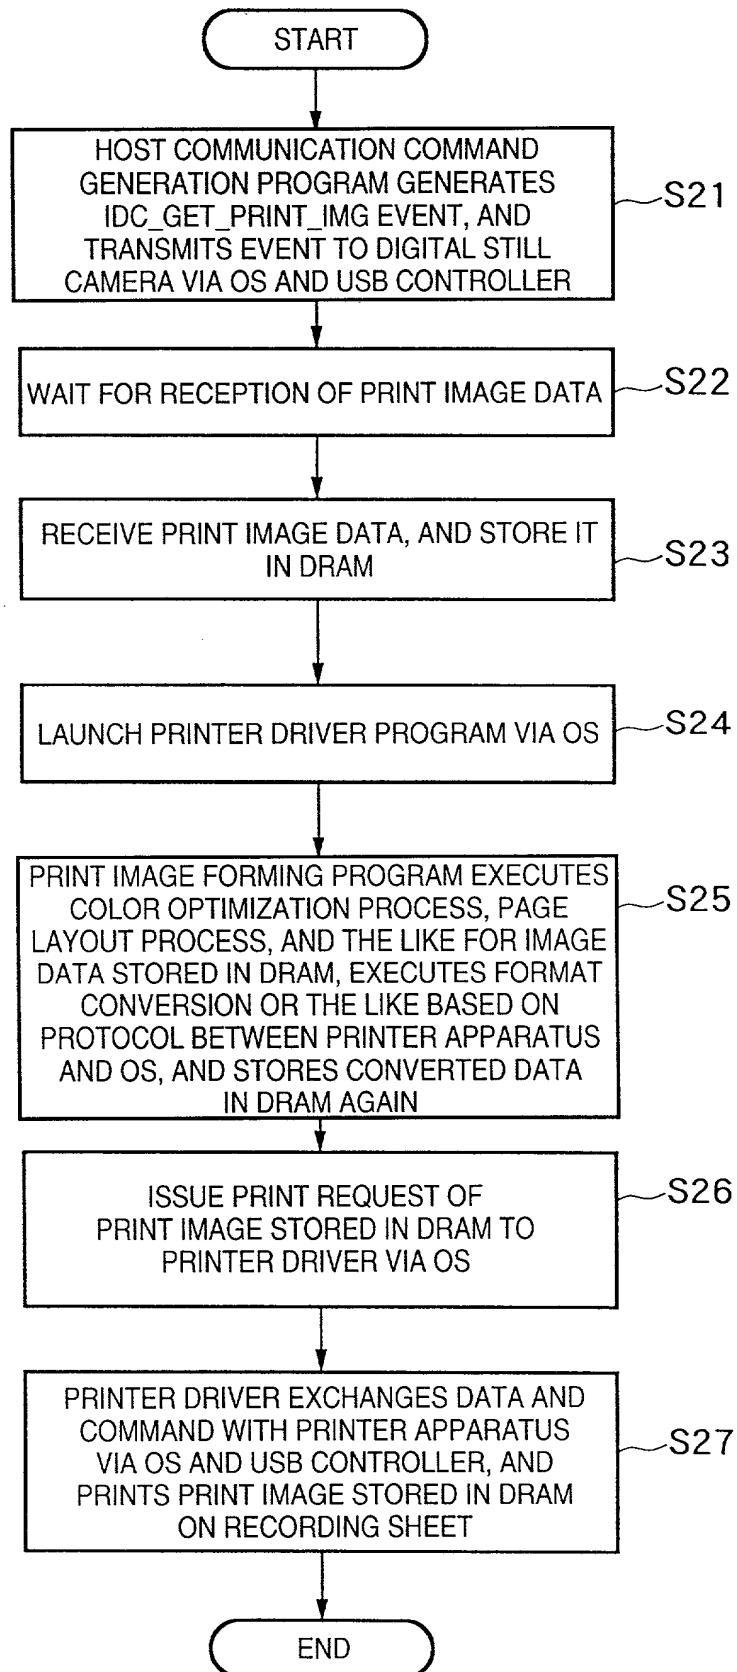 START
HOST COMMUNICATION COMMAND
GENERATION PROGRAM GENERATES
IDC_GET_PRINT_IMG EVENT, AND
TRANSMITS EVENT TO DIGITAL STILL
CAMERA VIA OS AND USB CONTROLLER
S21
WAIT FOR RECEPTION OF PRINT IMAGE DATA
S22
RECEIVE PRINT IMAGE DATA, AND STORE IT
IN DRAM
S23
LAUNCH PRINTER DRIVER PROGRAM VIA OS
S24
PRINT IMAGE FORMING PROGRAM EXECUTES
COLOR OPTIMIZATION PROCESS, PAGE
LAYOUT PROCESS, AND THE LIKE FOR IMAGE
DATA STORED IN DRAM, EXECUTES FORMAT
CONVERSION OR THE LIKE BASED ON
PROTOCOL BETWEEN PRINTER APPARATUS
AND OS, AND STORES CONVERTED DATA
IN DRAM AGAIN
S25
ISSUE PRINT REQUEST OF
PRINT IMAGE STORED IN DRAM TO
PRINTER DRIVER VIA OS
S26
PRINTER DRIVER EXCHANGES DATA AND
COMMAND WITH PRINTER APPARATUS
VIA OS AND USB CONTROLLER, AND
PRINTS PRINT IMAGE STORED IN DRAM
ON RECORDING SHEET
S27
END